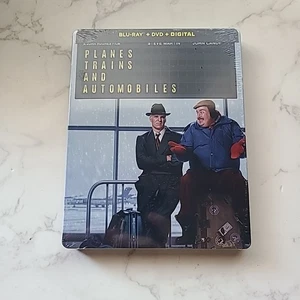 BLU-RAY + DVD + DIGITAL
PLANES
TRAINS
AND
AUTOMOBILES